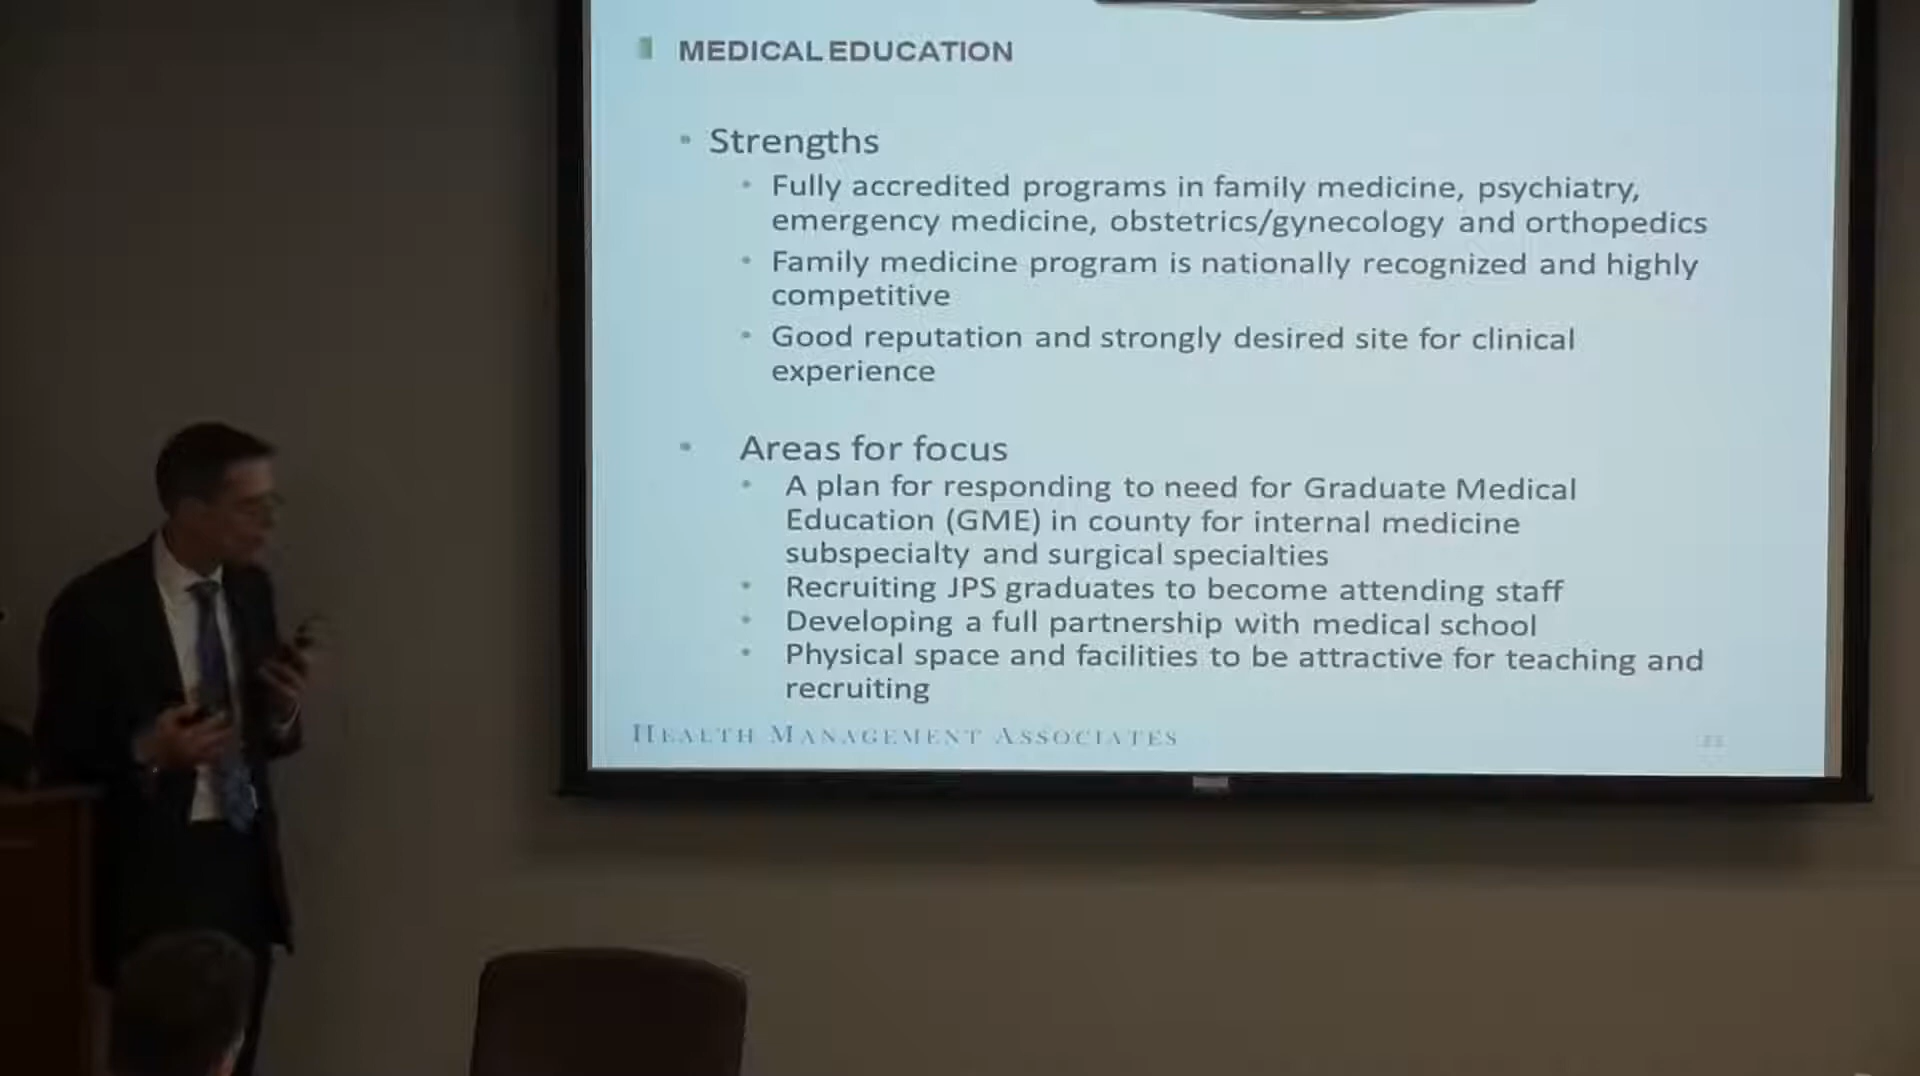 MEDICAL EDUCATION
Strengths
Fully accredited programs in family medicine, psychiatry,
emergency medicine, obstetrics/gynecology and orthopedics
Family medicine program is nationally recognized and highly
competitive
Good reputation and strongly desired site for clinical
experience
Areas for focus
A plan for responding to need for Graduate Medical
Education (GME) in county for internal medicine
subspecialty and surgical specialties
Recruiting JPS graduates to become attending staff
Developing a full partnership with medical school
Physical space and facilities to be attractive for teaching and
recruiting
HEALTH MANAGEMENT ASSOCIATES